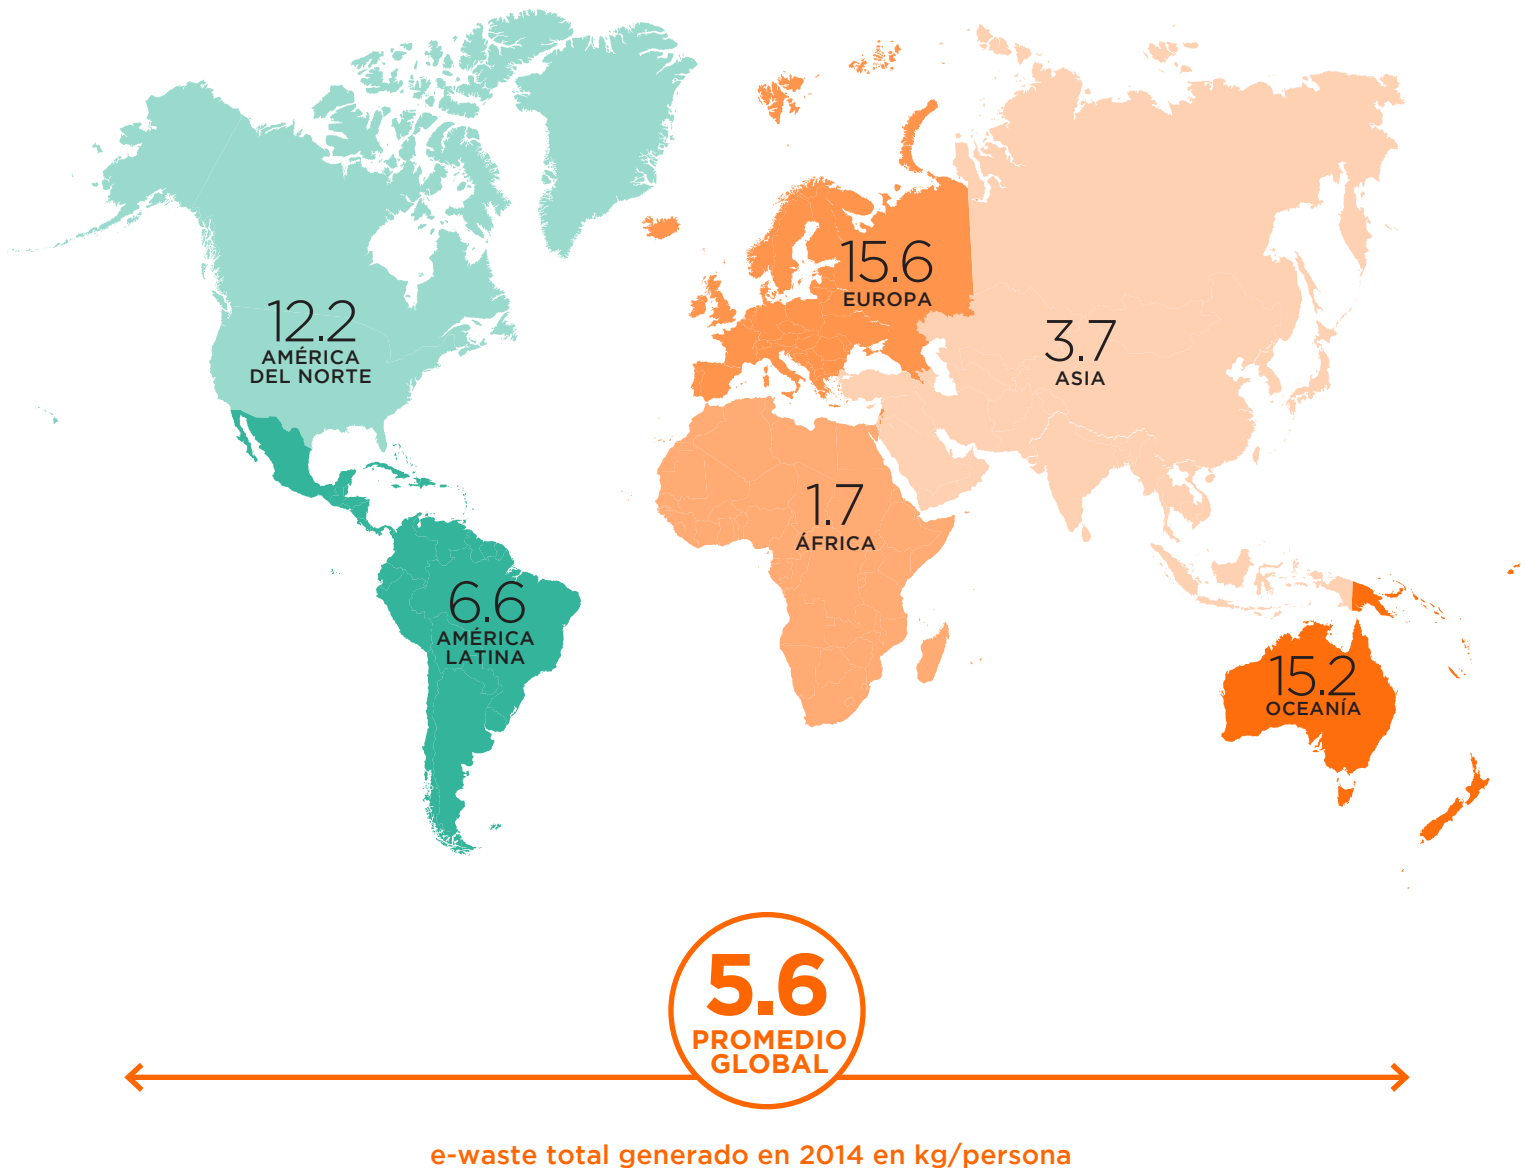 15.6
EUROPA
12.2
AMÉRICA
DEL NORTE
3.7
ASIA
1.7
ÁFRICA
6.6
AMÉRICA
LATINA
15.2
OCEANÍA
5.6
PROMEDIO
GLOBAL
e-waste total generado en 2014 en kg/persona